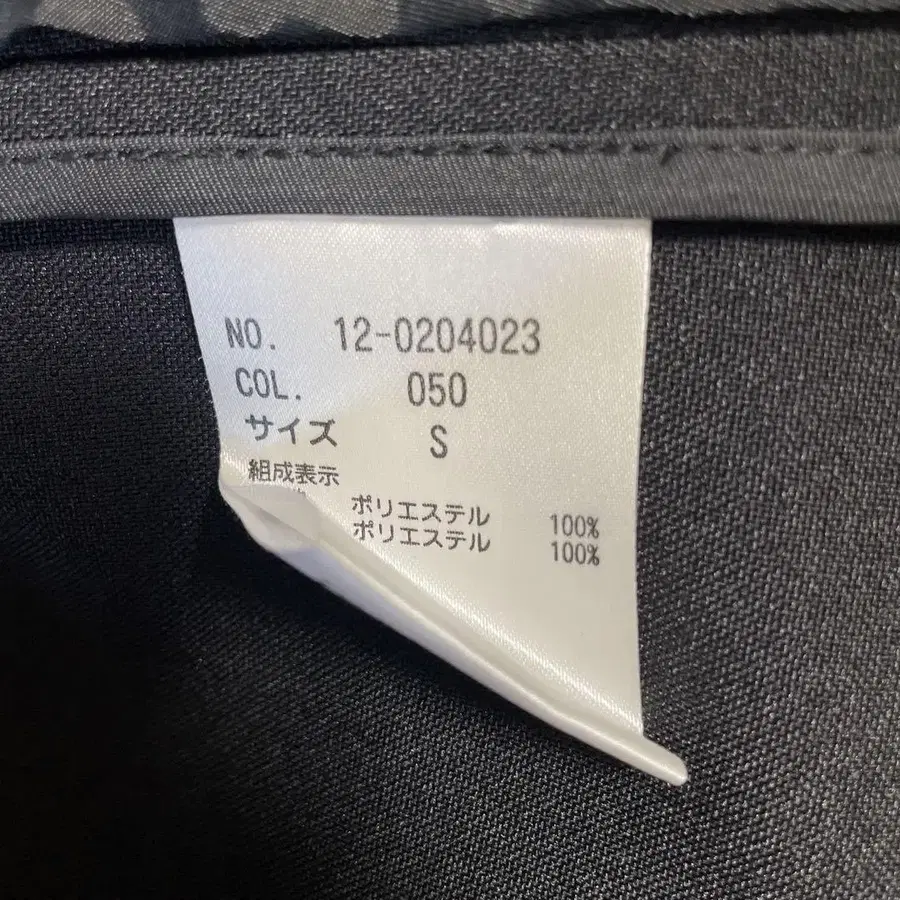 NO. 12-0204023
COL. 050
サイズ S
組成表示
ポリエステル 100%
ポリエステル 100%